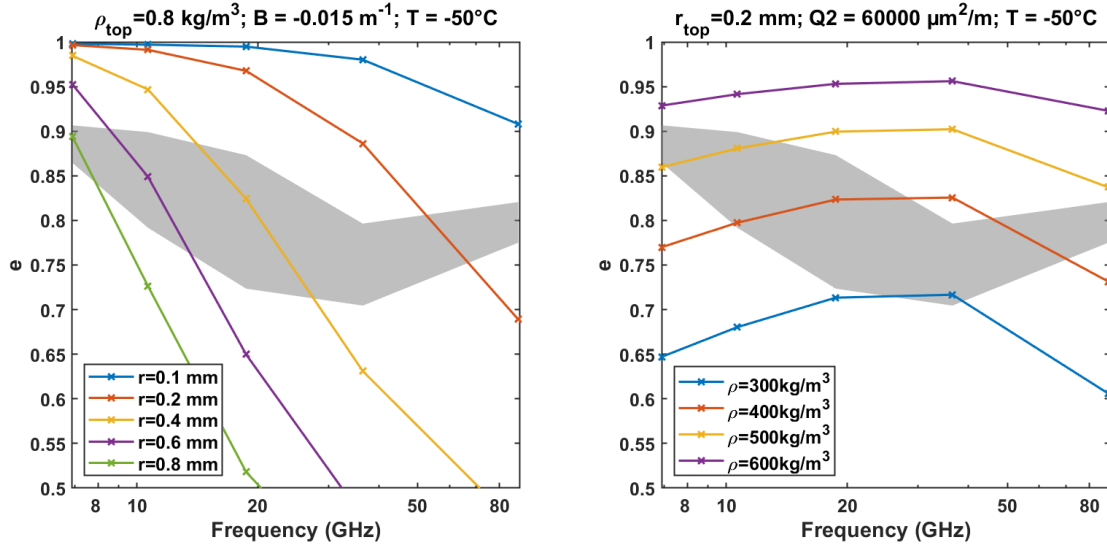 ρtop=0.8 kg/m³; B = -0.015 m⁻¹; T = -50°C
1
0.95
0.9
0.85
0.8
0.75
0.7
0.65
0.6
0.55
0.5
e
r=0.1 mm
r=0.2 mm
r=0.4 mm
r=0.6 mm
r=0.8 mm
8 10 20 50 80
Frequency (GHz)
rtop=0.2 mm; Q2 = 60000 µm²/m; T = -50°C
1
0.95
0.9
0.85
0.8
0.75
0.7
0.65
0.6
0.55
0.5
e
ρ=300kg/m³
ρ=400kg/m³
ρ=500kg/m³
ρ=600kg/m³
8 10 20 50 80
Frequency (GHz)